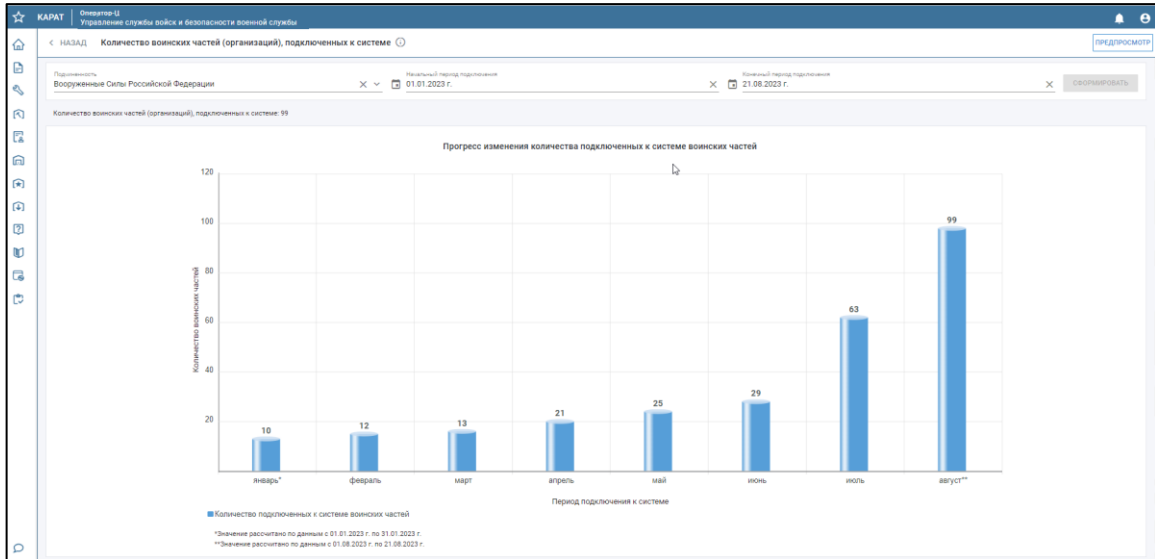 КАРАТ
Оператор-Ц
Управление службы войск и безопасности военной службы
НАЗАД Количество воинских частей (организаций), подключенных к системе
ПРЕДПРОСМОТР
Подчиненность
Вооруженные Силы Российской Федерации
Начальный период подключения
01.01.2023 г.
Конечный период подключения
21.08.2023 г.
СФОРМИРОВАТЬ
Количество воинских частей (организаций), подключенных к системе: 99
Прогресс изменения количества подключенных к системе воинских частей
Количество воинских частей
120
100
80
60
40
20
10
12
13
21
25
29
63
99
январь*
февраль
март
апрель
май
июнь
июль
август**
Период подключения к системе
Количество подключенных к системе воинских частей
*Значение рассчитано по данным с 01.01.2023 г. по 31.01.2023 г.
**Значение рассчитано по данным с 01.08.2023 г. по 21.08.2023 г.